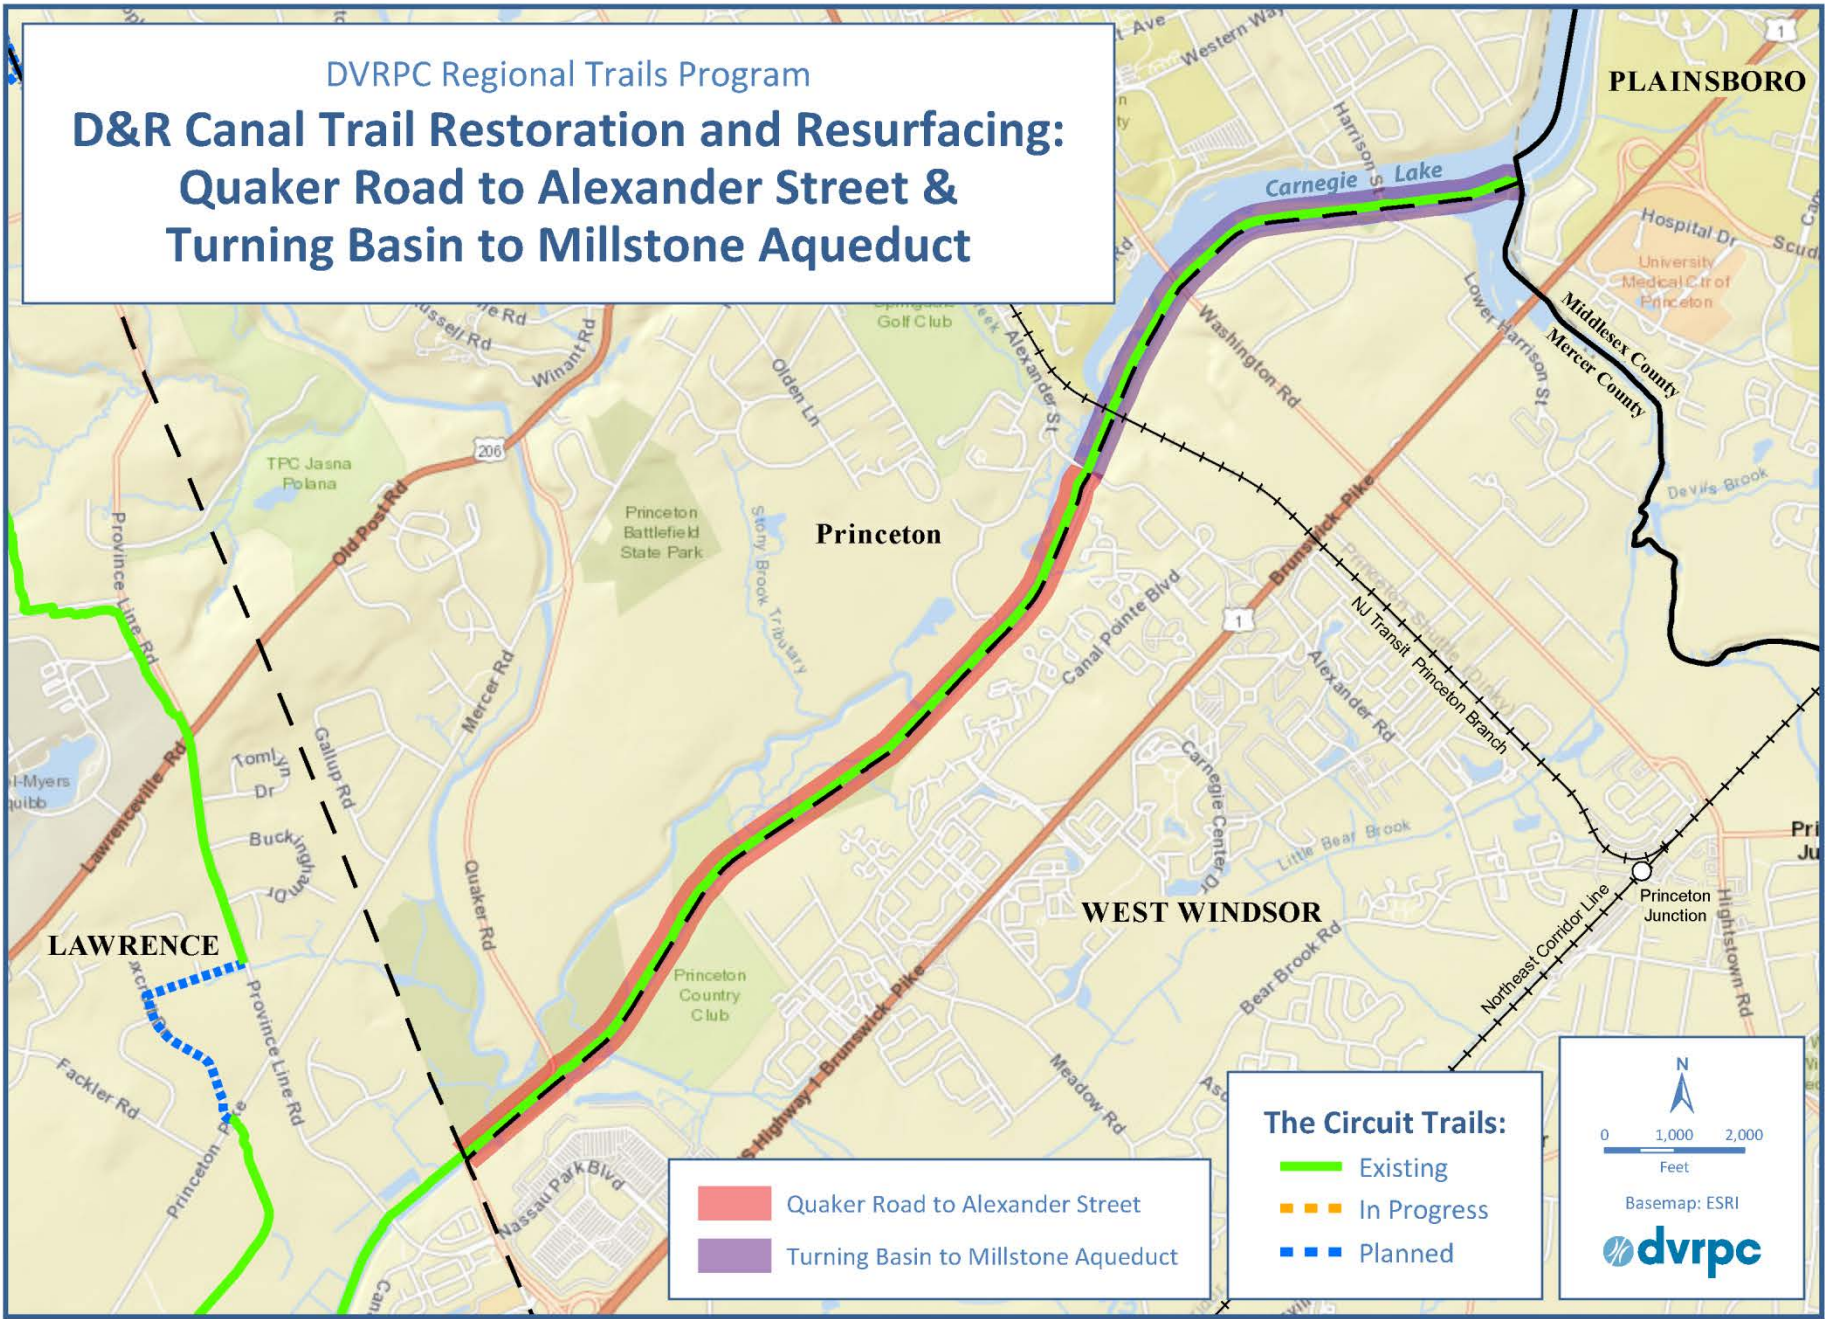 DVRPC Regional Trails Program
D&R Canal Trail Restoration and Resurfacing:
Quaker Road to Alexander Street &
Turning Basin to Millstone Aqueduct
Ave
Western Way
1
PLAINSBORO
Harrison St
Carnegie Lake
Hospital Dr
University
Medical Ctr of
Princeton
Lower Harrison St
Middlesex County
Mercer County
Washington Rd
Golf Club
Alexander St
Rd
Winant Rd
Olden Ln
206
TPC Jasna
Polana
Old Post Rd
Princeton
Battlefield
State Park
Stony Brook Tributary
Princeton
Devils Brook
Brunswick Pike
1
Canal Pointe Blvd
Princeton Shuttle (Dinky)
NJ Transit Princeton Branch
Alexander Rd
Province Line Rd
Mercer Rd
Gallup Rd
Tomlyn
Dr
Buckingham
Dr
Lawrenceville Rd
Quaker Rd
Carnegie Center Dr
Little Bear Brook
WEST WINDSOR
Princeton
Junction
Northeast Corridor Line
Hightstown Rd
LAWRENCE
Princeton
Country
Club
Bear Brook Rd
Province Line Rd
Fackler Rd
Princeton Pike
Meadow Rd
Highway 1 Brunswick Pike
Nassau Park Blvd
Quaker Road to Alexander Street
Turning Basin to Millstone Aqueduct
The Circuit Trails:
Existing
In Progress
Planned
N
0 1,000 2,000
Feet
Basemap: ESRI
dvrpc